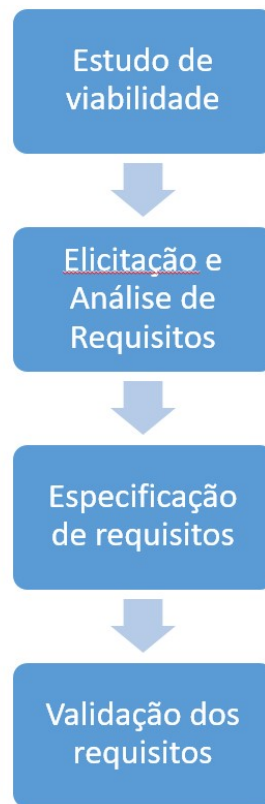 Estudo de
viabilidade
Elicitação e
Análise de
Requisitos
Especificação
de requisitos
Validação dos
requisitos